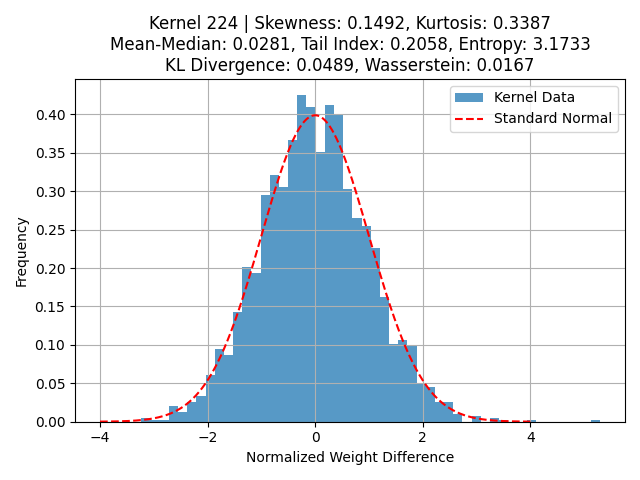 Kernel 224 | Skewness: 0.1492, Kurtosis: 0.3387
Mean-Median: 0.0281, Tail Index: 0.2058, Entropy: 3.1733
KL Divergence: 0.0489, Wasserstein: 0.0167
Kernel Data
Standard Normal
Frequency
0.40
0.35
0.30
0.25
0.20
0.15
0.10
0.05
0.00
−4
−2
0
2
4
Normalized Weight Difference